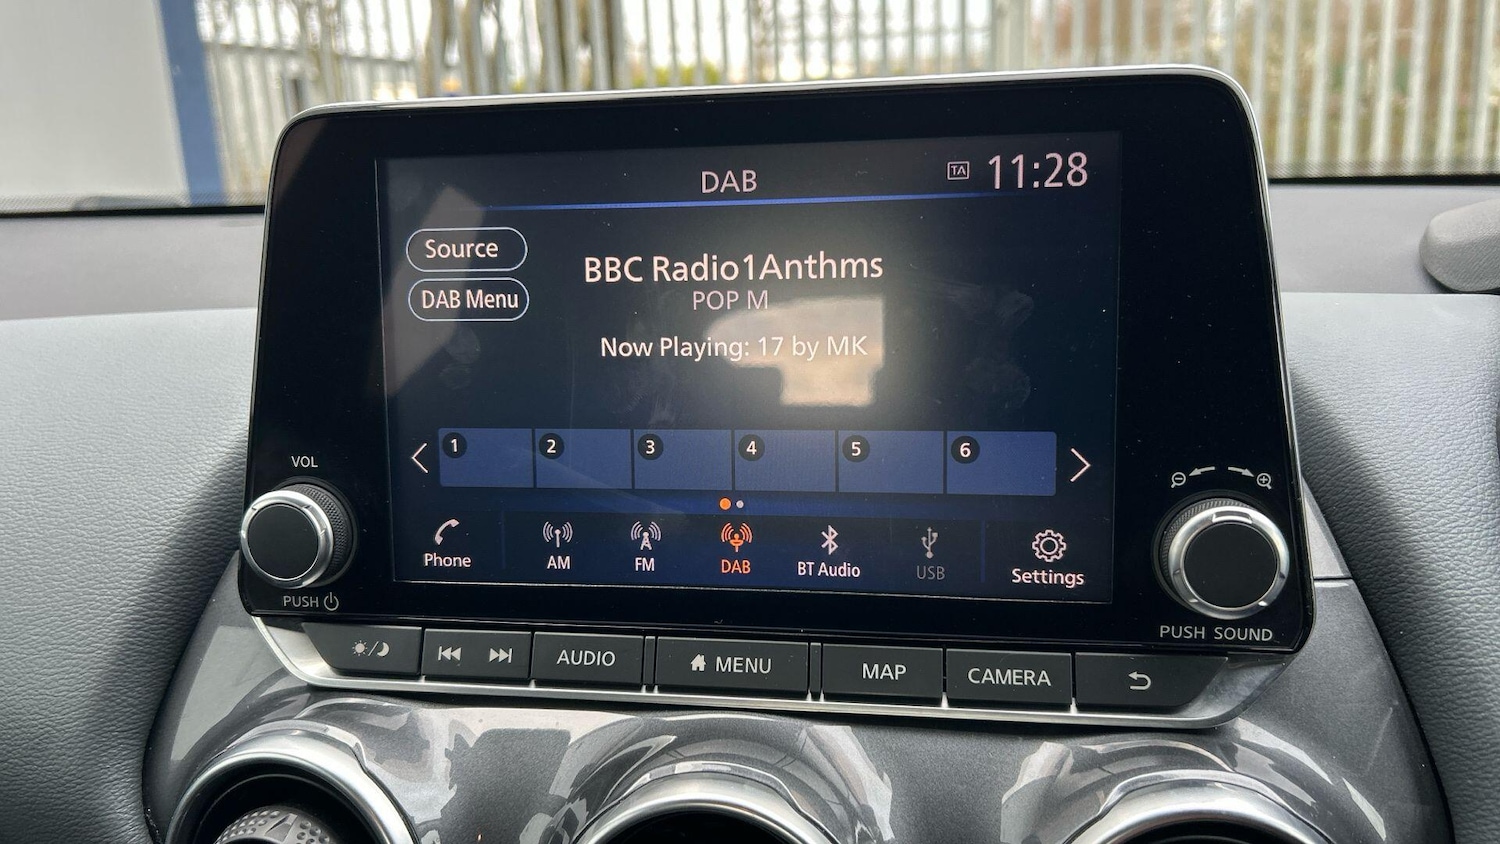 DAB
TA 11:28
Source
DAB Menu
BBC Radio1Anthms
POP M
Now Playing: 17 by MK
1 2 3 4 5 6
Phone
AM
FM
DAB
BT Audio
USB
Settings
VOL
PUSH
PUSH SOUND
AUDIO
MENU
MAP
CAMERA